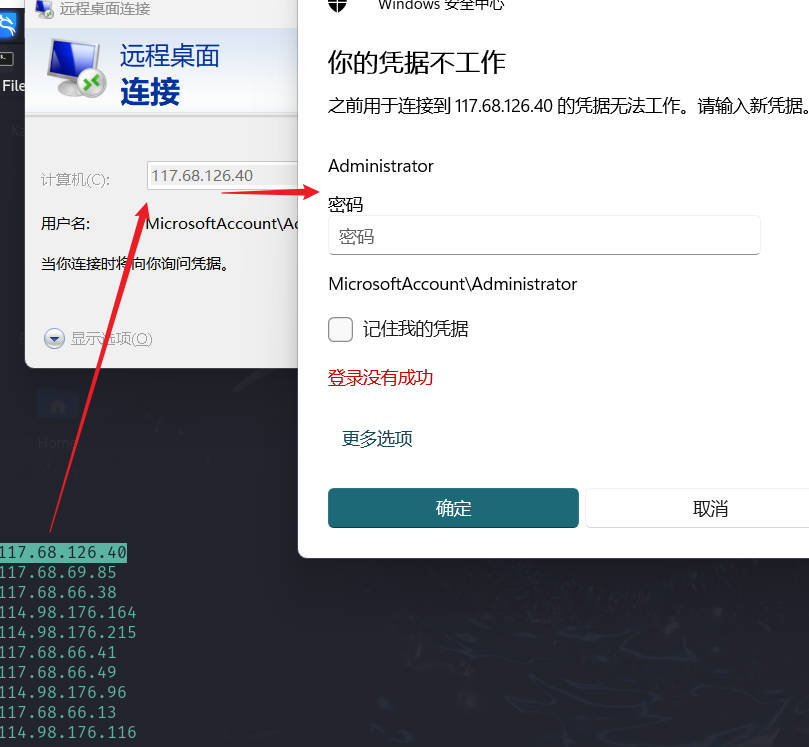 远程桌面连接
远程桌面
连接
计算机(C):
117.68.126.40
用户名:
MicrosoftAccount\Ad
当你连接时将向你询问凭据。
显示选项(O)
Windows 安全中心
你的凭据不工作
之前用于连接到 117.68.126.40 的凭据无法工作。请输入新凭据。
Administrator
密码
密码
MicrosoftAccount\Administrator
记住我的凭据
登录没有成功
更多选项
确定
取消
File
Home
117.68.126.40
117.68.69.85
117.68.66.38
114.98.176.164
114.98.176.215
117.68.66.41
117.68.66.49
114.98.176.96
117.68.66.13
114.98.176.116